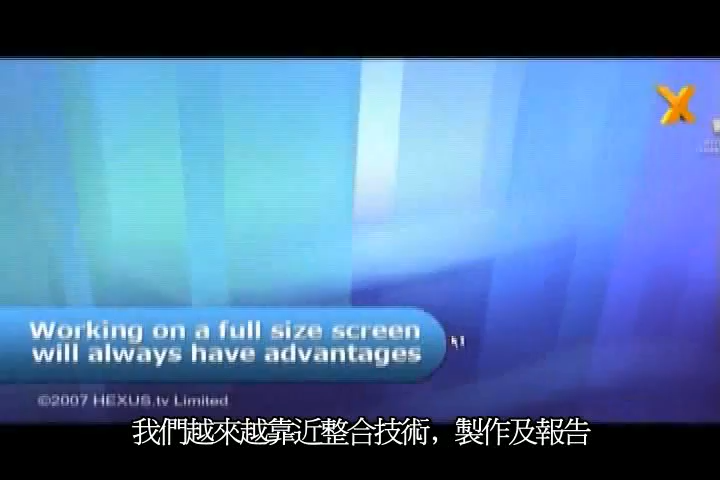 Working on a full size screen
will always have advantages
©2007 HEXUS.tv Limited
我們越來越靠近整合技術，製作及報告